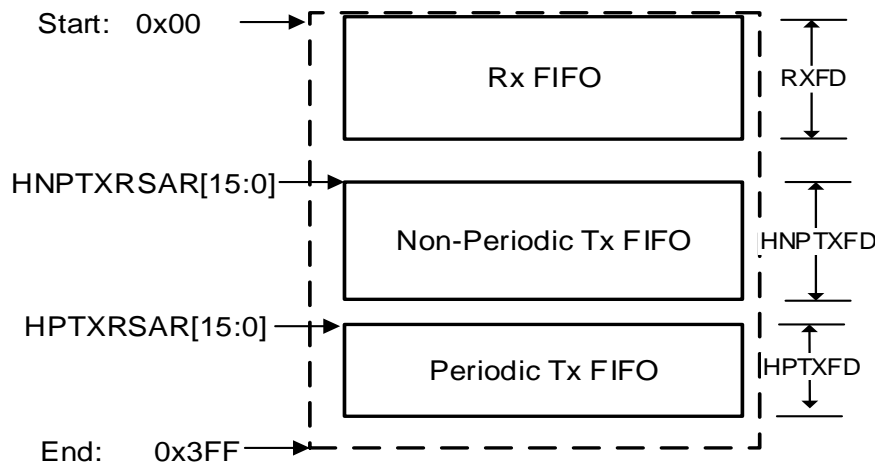 Start: 0x00
Rx FIFO
RXFD
HNPTXRSAR[15:0]
Non-Periodic Tx FIFO
HNPTXFD
HPTXRSAR[15:0]
Periodic Tx FIFO
HPTXFD
End: 0x3FF